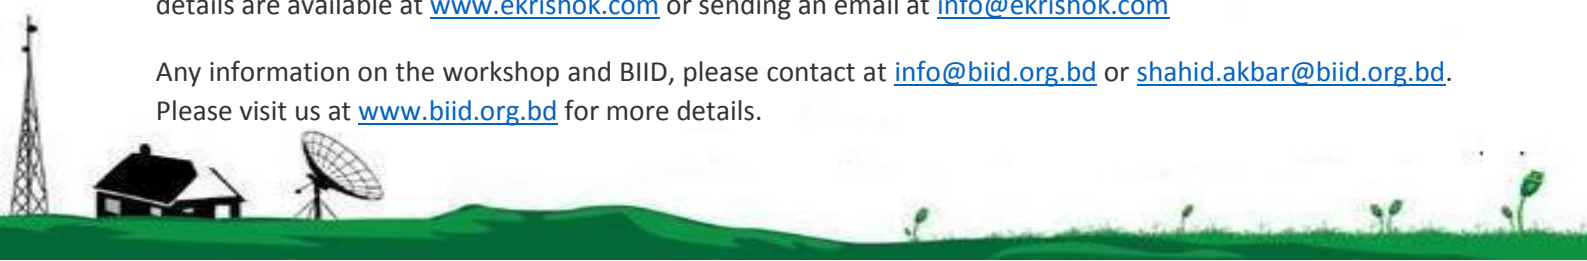 details are available at www.ekrishok.com or sending an email at info@ekrishok.com
Any information on the workshop and BIID, please contact at info@biid.org.bd or shahid.akbar@biid.org.bd.
Please visit us at www.biid.org.bd for more details.